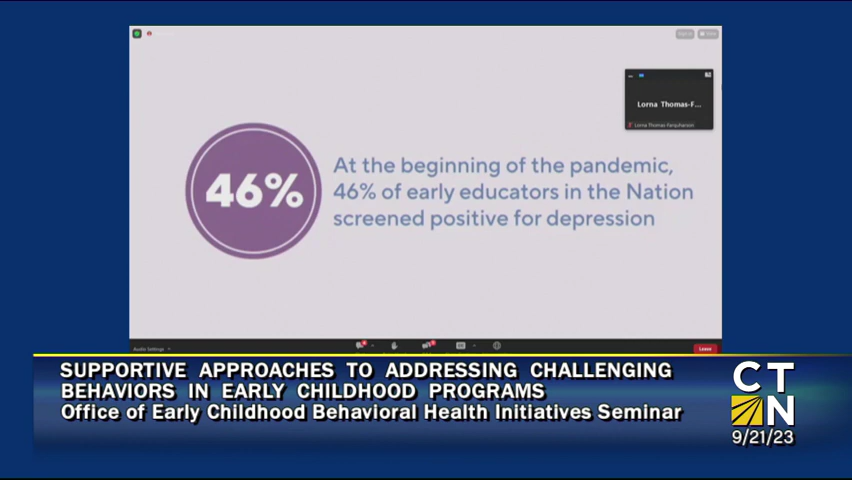 Lorna Thomas-F...
Lorna Thomas-Farquharson
46%
At the beginning of the pandemic,
46% of early educators in the Nation
screened positive for depression
Audio Settings
Leave
SUPPORTIVE APPROACHES TO ADDRESSING CHALLENGING
BEHAVIORS IN EARLY CHILDHOOD PROGRAMS
Office of Early Childhood Behavioral Health Initiatives Seminar
CT
N
9/21/23